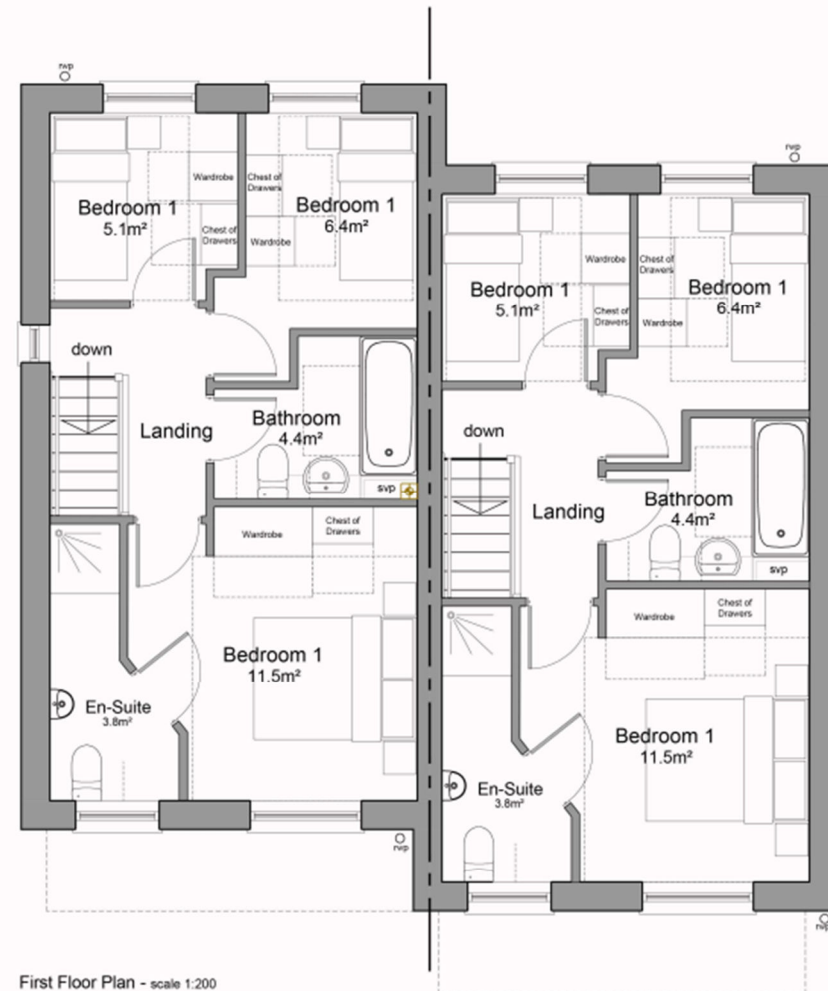 rwp
Wardrobe
Chest of
Drawers
Bedroom 1
5.1m²
Chest of
Drawers
Bedroom 1
6.4m²
Wardrobe
down
Landing
Bathroom
4.4m²
svp
Wardrobe
Chest of
Drawers
Bedroom 1
11.5m²
En-Suite
3.8m²
rwp
rwp
Wardrobe
Chest of
Drawers
Bedroom 1
5.1m²
Chest of
Drawers
Bedroom 1
6.4m²
Wardrobe
down
Landing
Bathroom
4.4m²
svp
Wardrobe
Chest of
Drawers
Bedroom 1
11.5m²
En-Suite
3.8m²
rwp
First Floor Plan - scale 1:200